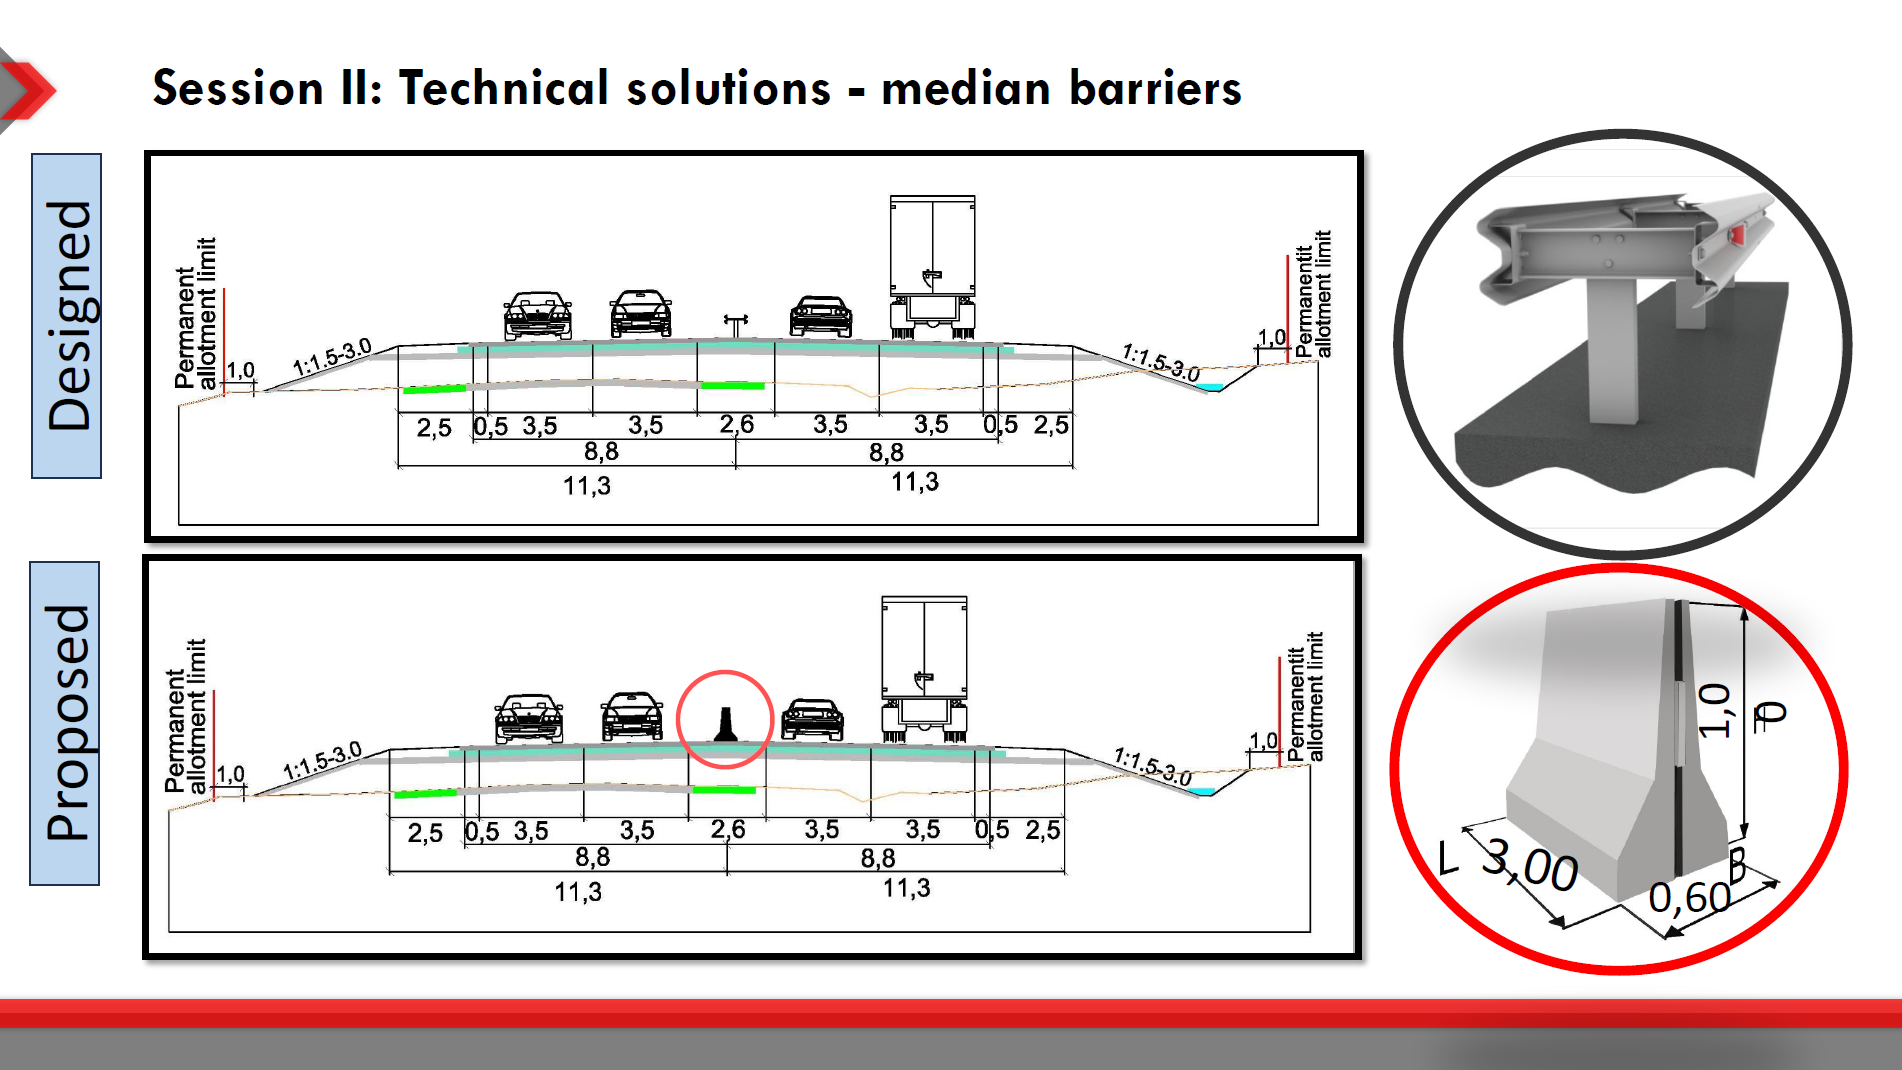 Session II: Technical solutions - median barriers
Designed
Permanent
allotment limit
1,0
1:1.5-3.0
1:1.5-3.0
1,0
Permanentit
allotment limit
2,5 0,5 3,5 3,5 2,6 3,5 3,5 0,5 2,5
8,8 8,8
11,3 11,3
Proposed
Permanent
allotment limit
1,0
1:1.5-3.0
1:1.5-3.0
1,0
Permanentit
allotment limit
2,5 0,5 3,5 3,5 2,6 3,5 3,5 0,5 2,5
8,8 8,8
11,3 11,3
1,0
L 3,00
0,60
B